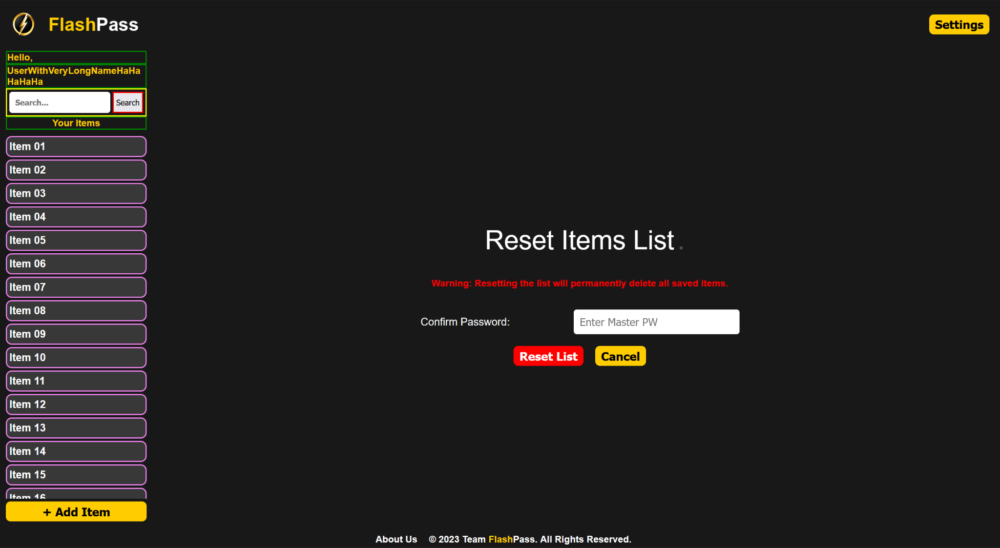 FlashPass
Settings
Hello,
UserWithVeryLongNameHaHa
HaHaHa
Search...
Search
Your Items
Item 01
Item 02
Item 03
Item 04
Item 05
Item 06
Item 07
Item 08
Item 09
Item 10
Item 11
Item 12
Item 13
Item 14
Item 15
Item 16
+ Add Item
Reset Items List.
Warning: Resetting the list will permanently delete all saved items.
Confirm Password:
Enter Master PW
Reset List
Cancel
About Us © 2023 Team FlashPass. All Rights Reserved.